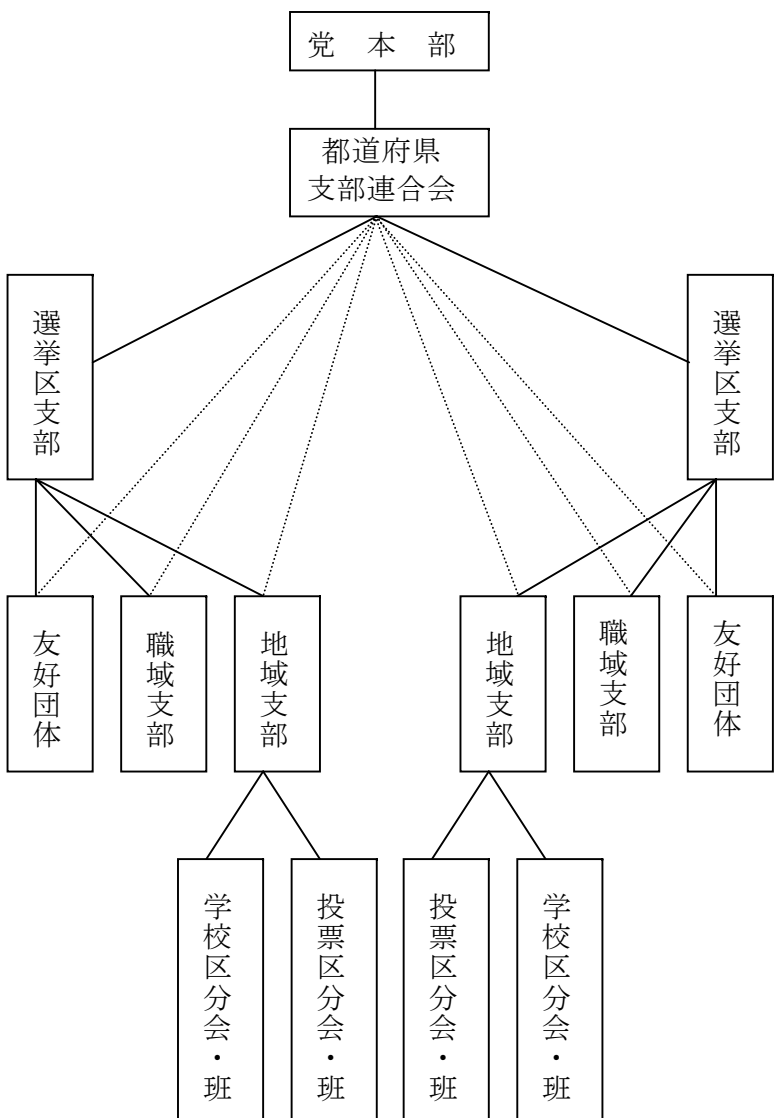 党 本 部
都道府県
支部連合会
選挙区支部
選挙区支部
友好団体
職域支部
地域支部
地域支部
職域支部
友好団体
学校区分会・班
投票区分会・班
投票区分会・班
学校区分会・班